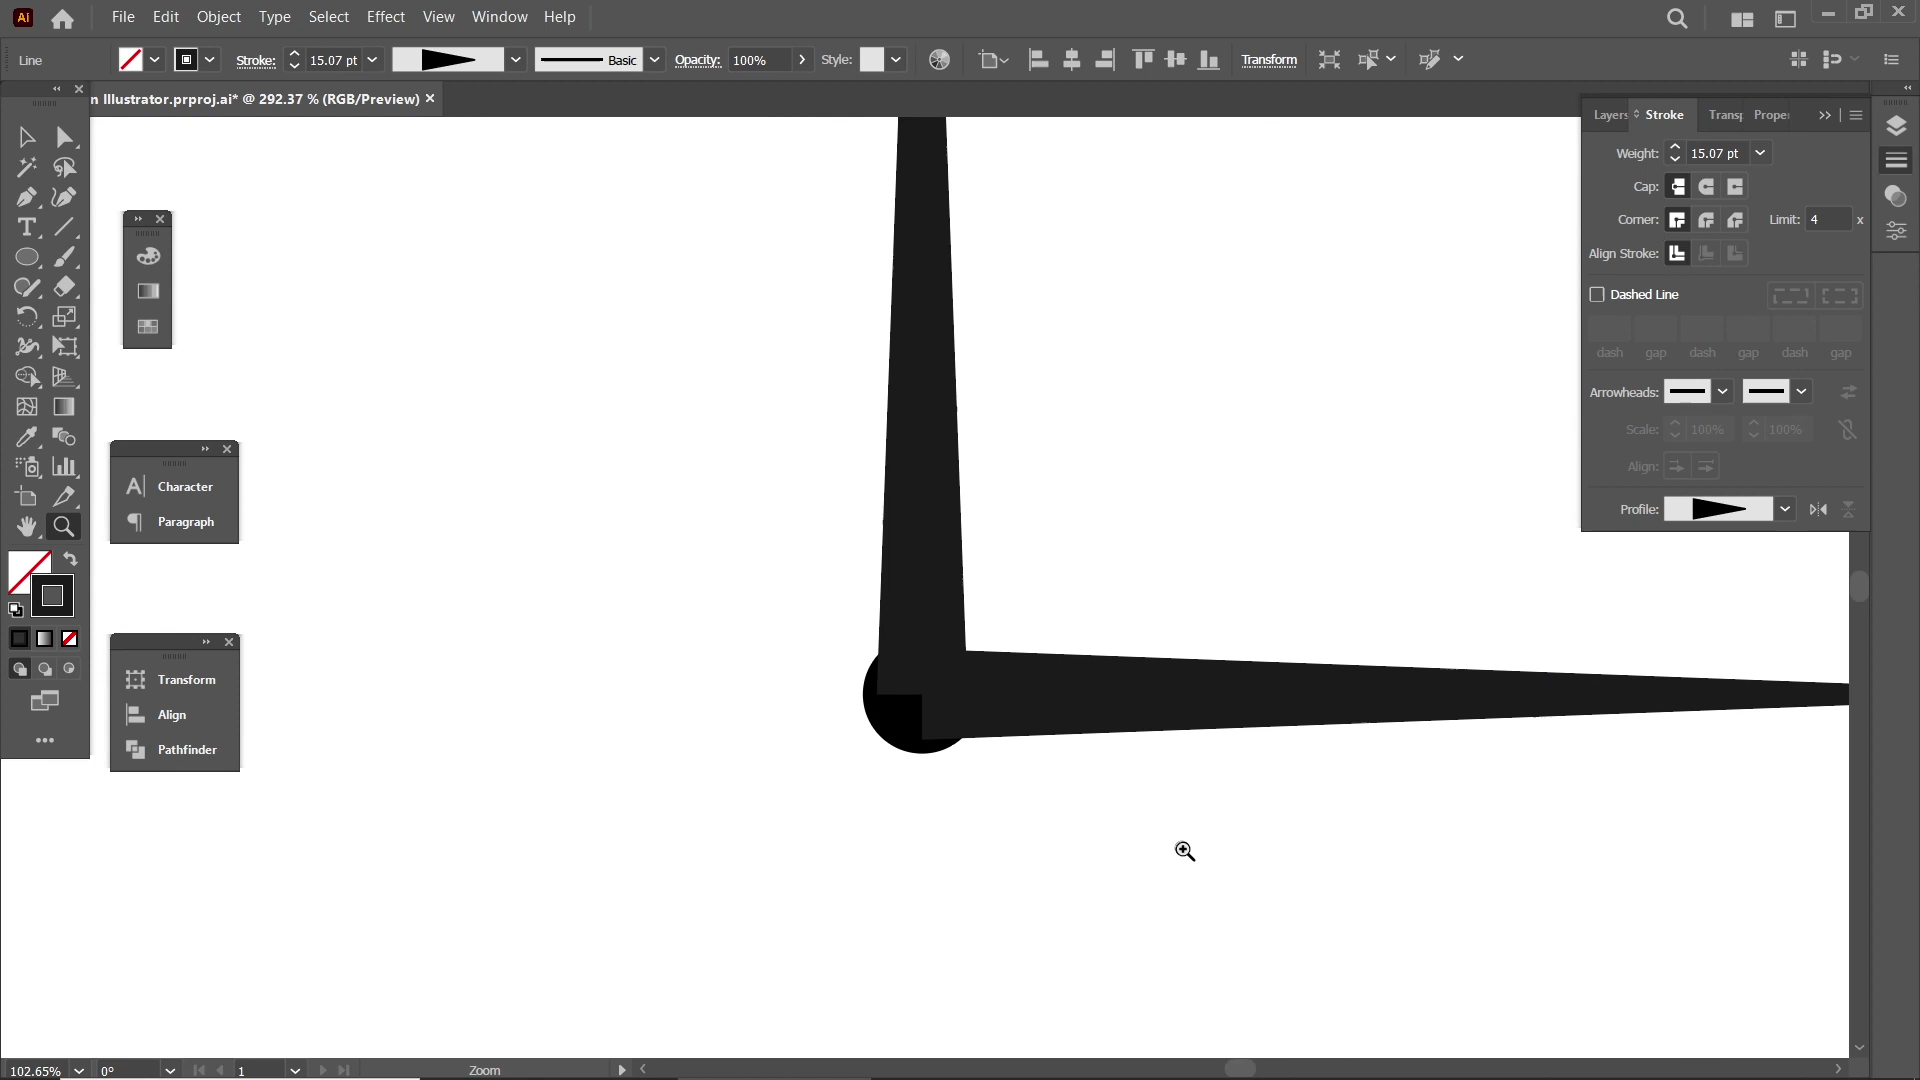 Ai File Edit Object Type Select Effect View Window Help
Line Stroke: 15.07 pt Basic Opacity: 100% Style: Transform
n Illustrator.prproj.ai* @ 292.37 % (RGB/Preview)
Layers Stroke Transp Proper
Weight: 15.07 pt
Cap:
Corner: Limit: 4 x
Align Stroke:
Dashed Line
dash gap dash gap dash gap
Arrowheads:
Scale: 100% 100%
Align:
Profile:
Character
Paragraph
Transform
Align
Pathfinder
102.65% 0° 1 Zoom